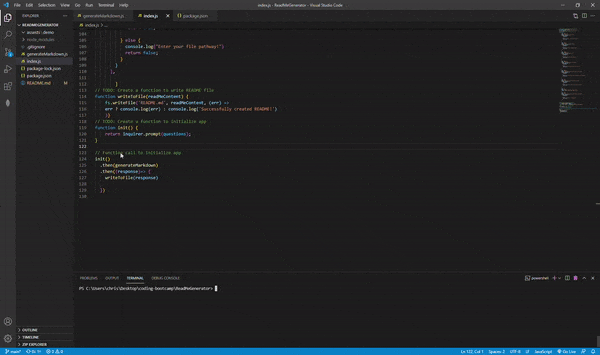 File Edit Selection View Go Run Terminal Help
index.js - ReadMeGenerator - Visual Studio Code
EXPLORER
generateMarkdown.js
index.js
package.json
README GENERATOR
assests\demo
node_modules
.gitignore
generateMarkdown.js
index.js
package-lock.json
package.json
README.md
index.js > ...
104
105 } else {
106 console.log("Enter your file pathway!");
107 return false;
108 }
109 }
110 },
111
112 }
113 // TODO: Create a function to write README file
114 function writeToFile(readMeContent) {
115 fs.writeFile('README.md', readMeContent, (err) =>
116 err ? console.log(err) : console.log('Successfully created README!')
117 )}
118 // TODO: Create a function to initialize app
119 function init() {
120 return inquirer.prompt(questions);
121 }
122
123 // Function call to initialize app
124 init()
125 .then(generateMarkdown)
126 .then((response)=> {
127 writeToFile(response)
128
129 })
PROBLEMS OUTPUT TERMINAL DEBUG CONSOLE
powershell
PS C:\Users\chris\Desktop\coding-bootcamp\ReadMeGenerator>
OUTLINE
TIMELINE
ZIP EXPLORER
main*
Ln 122, Col 1 Spaces: 2 UTF-8 LF JavaScript Go Live